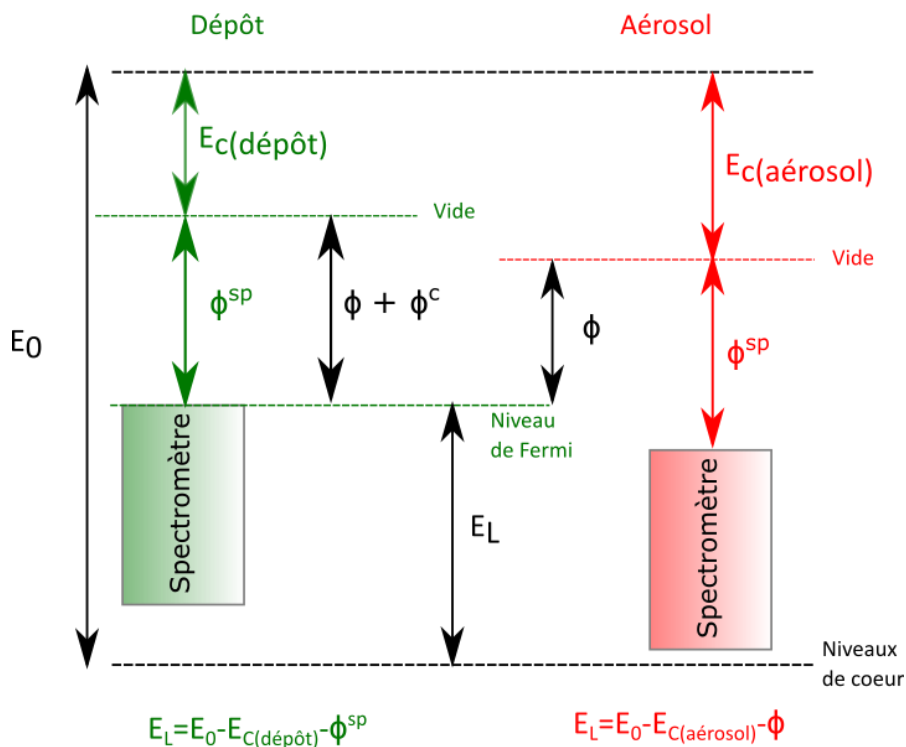 Dépôt
Aérosol
Ec(dépôt)
Ec(aérosol)
Vide
Vide
E0
ϕsp
ϕ + ϕc
ϕ
ϕsp
Niveau
de Fermi
Spectromètre
EL
Spectromètre
Niveaux
de coeur
EL=E0-EC(dépôt)-ϕsp
EL=E0-EC(aérosol)-ϕ